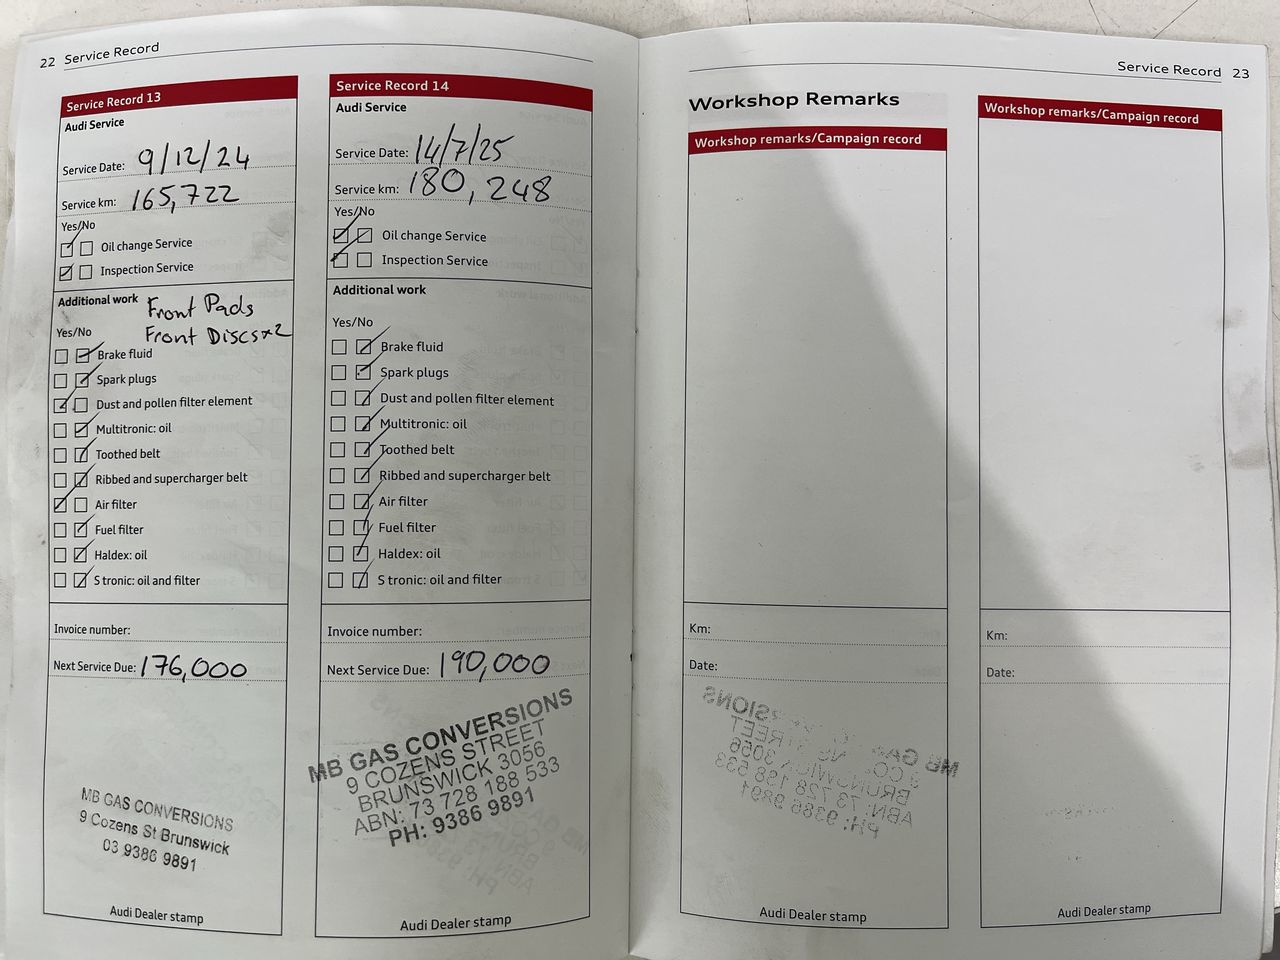 22 Service Record
Service Record 13
Audi Service
Service Date: 9/12/24
Service km: 165,722
Yes/No
Oil change Service
Inspection Service
Additional work Front Pads
Front Discs x2
Yes/No
Brake fluid
Spark plugs
Dust and pollen filter element
Multitronic: oil
Toothed belt
Ribbed and supercharger belt
Air filter
Fuel filter
Haldex: oil
S tronic: oil and filter
Invoice number:
Next Service Due: 176,000
MB GAS CONVERSIONS
9 Cozens St Brunswick
03 9386 9891
Audi Dealer stamp
Service Record 14
Audi Service
Service Date: 14/7/25
Service km: 180,248
Yes/No
Oil change Service
Inspection Service
Additional work
Yes/No
Brake fluid
Spark plugs
Dust and pollen filter element
Multitronic: oil
Toothed belt
Ribbed and supercharger belt
Air filter
Fuel filter
Haldex: oil
S tronic: oil and filter
Invoice number:
Next Service Due: 190,000
MB GAS CONVERSIONS
9 COZENS STREET
BRUNSWICK 3056
ABN: 73 728 188 533
PH: 9386 9891
Audi Dealer stamp
Service Record 23
Workshop Remarks
Workshop remarks/Campaign record
Km:
Date:
Audi Dealer stamp
Workshop remarks/Campaign record
Km:
Date:
Audi Dealer stamp